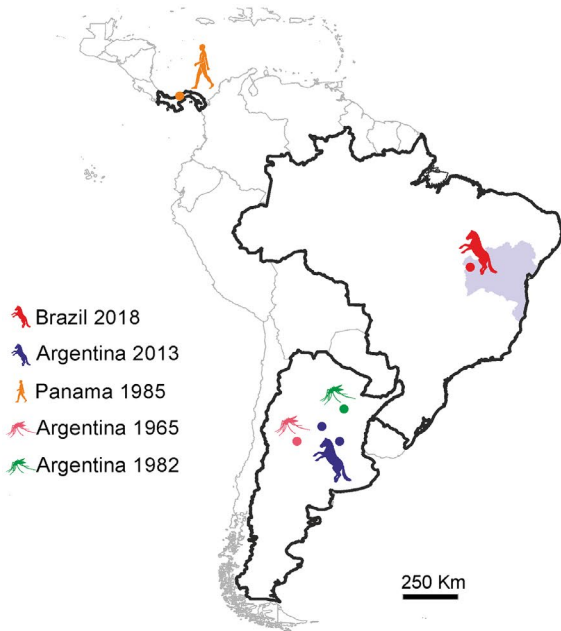 Brazil 2018
Argentina 2013
Panama 1985
Argentina 1965
Argentina 1982
250 Km